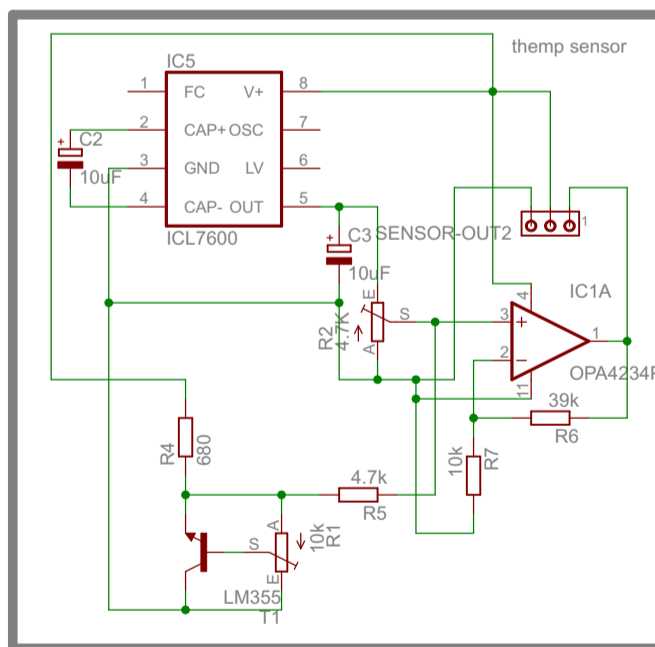 themp sensor
IC5
1 FC V+ 8
2 CAP+ OSC 7
3 GND LV 6
4 CAP- OUT 5
ICL7600
+
C2
10uF
+
C3
10uF
SENSOR-OUT2
1
E
S
A
R2
4.7K
IC1A
4
3 +
2 -
1
11
OPA4234P
39k
R6
10k
R7
R4
680
4.7k
R5
A
S
E
10k
R1
LM355
T1